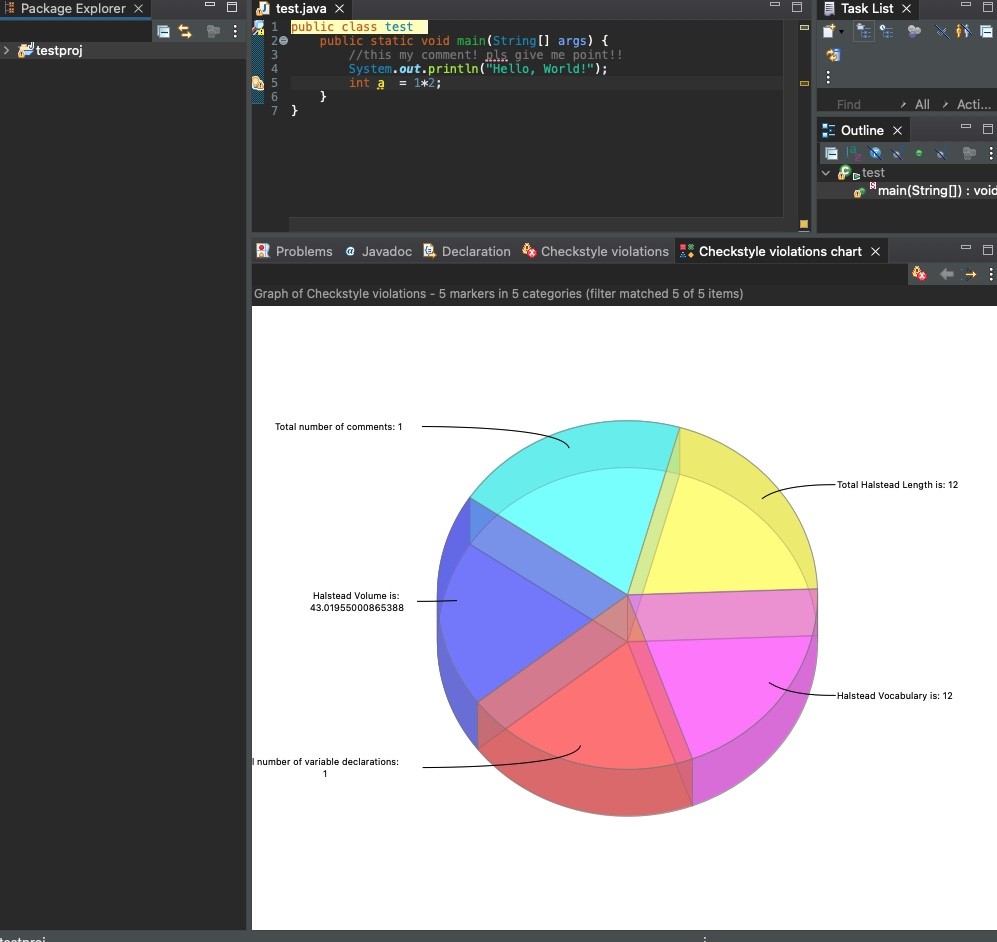 Package Explorer
testproj
test.java
1 public class test
2 public static void main(String[] args) {
3 //this my comment! pls give me point!!
4 System.out.println("Hello, World!");
5 int a = 1*2;
6 }
7 }
Task List
Find All Acti...
Outline
test
main(String[]) : void
Problems Javadoc Declaration Checkstyle violations Checkstyle violations chart
Graph of Checkstyle violations - 5 markers in 5 categories (filter matched 5 of 5 items)
Total number of comments: 1
Total Halstead Length is: 12
Halstead Volume is:
43.01955000865388
Halstead Vocabulary is: 12
l number of variable declarations:
1
testproj